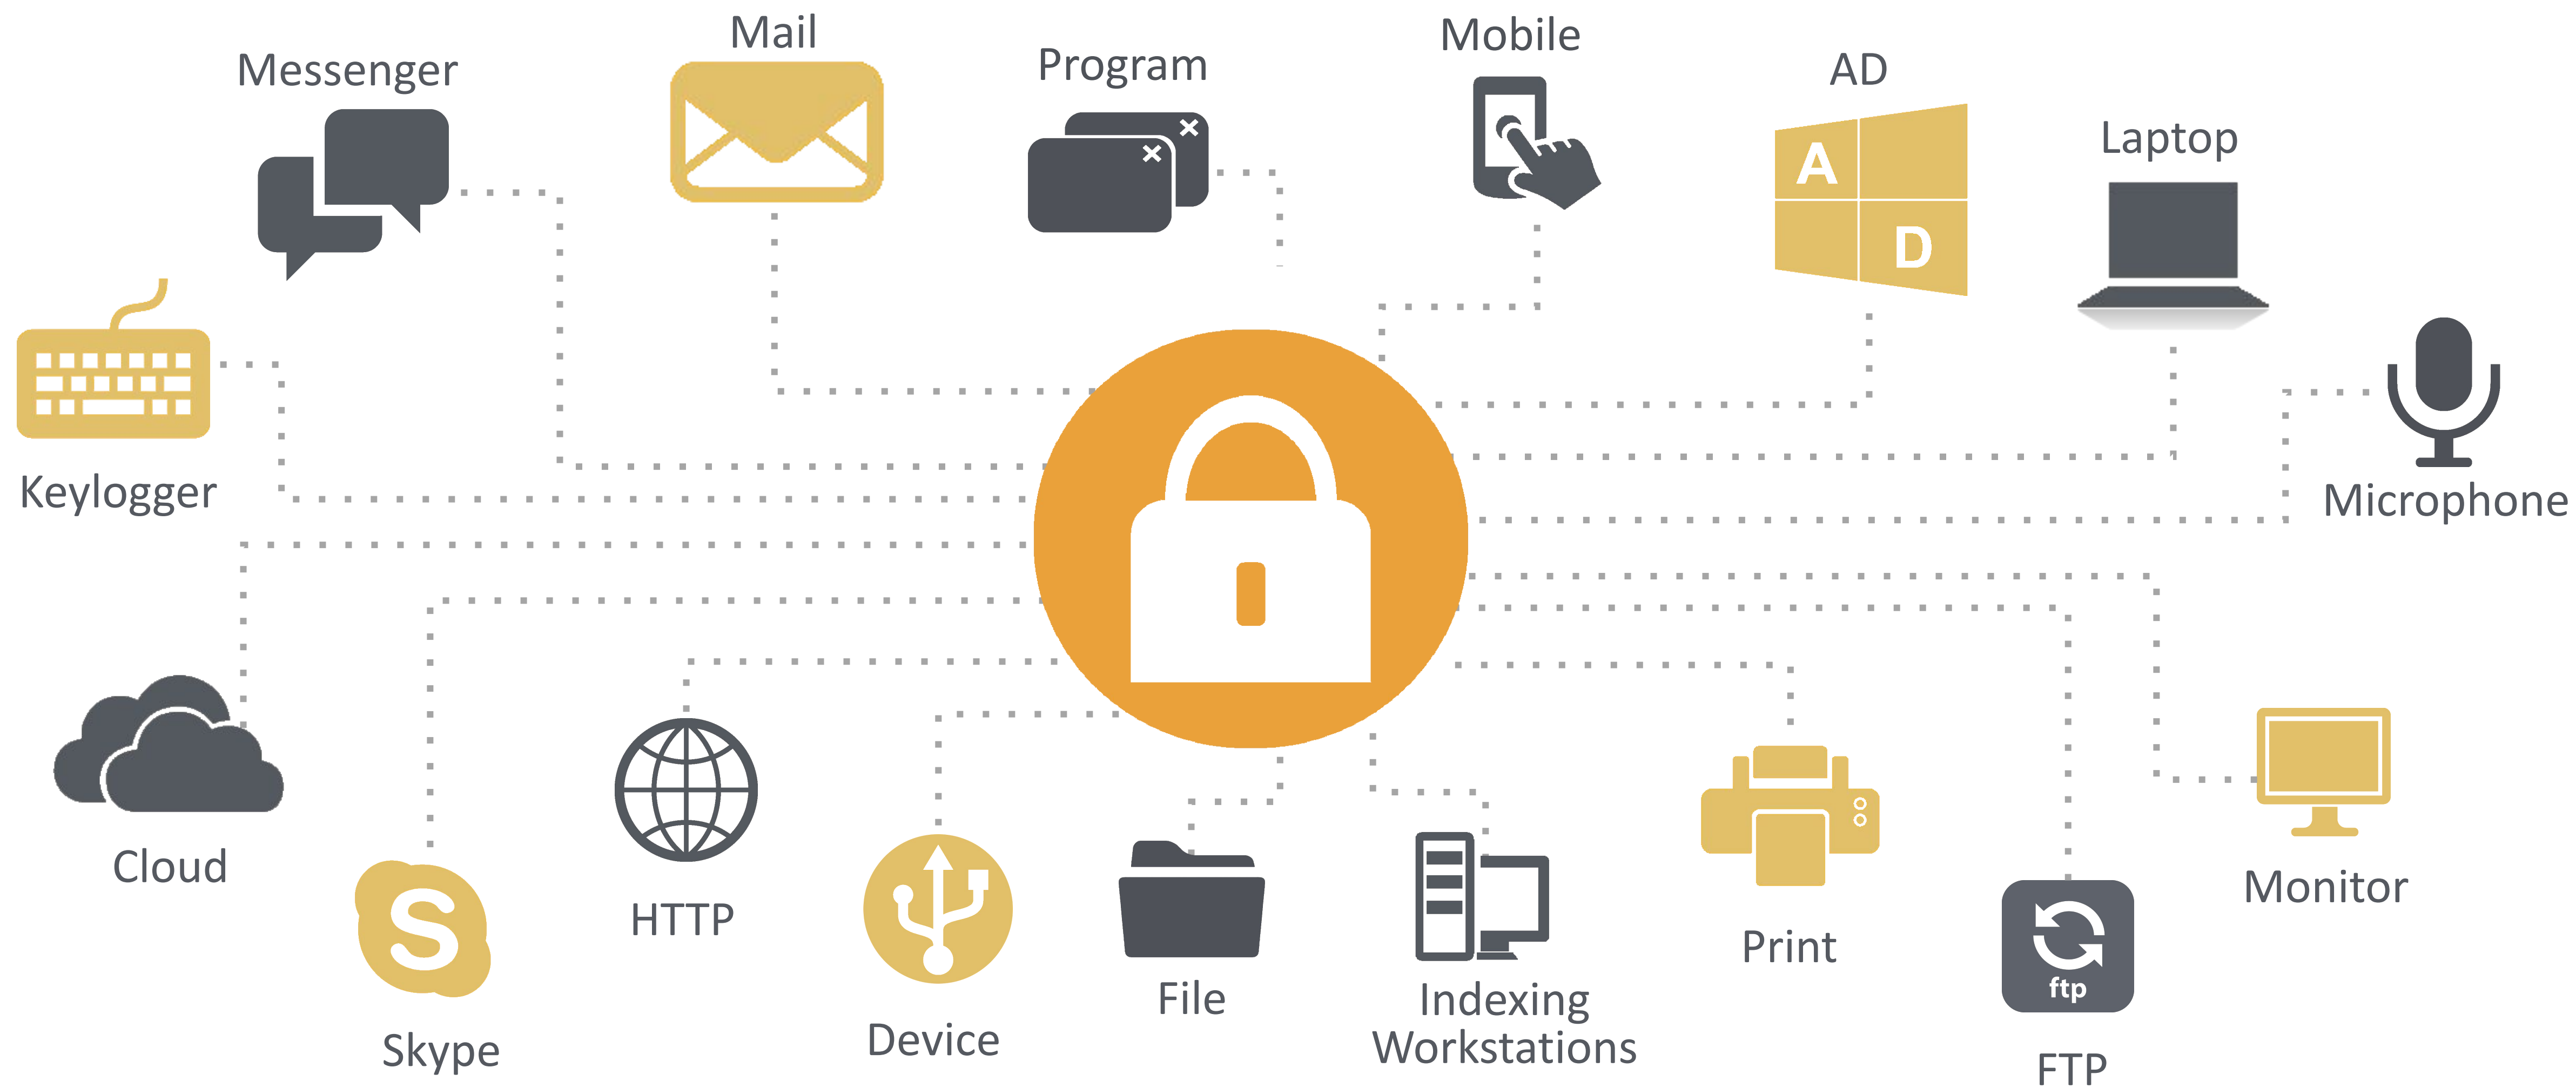 Mail
Mobile
Messenger
Program
AD
Laptop
A
D
Keylogger
Microphone
Cloud
HTTP
Print
Monitor
S
Skype
Device
File
Indexing
Workstations
ftp
FTP